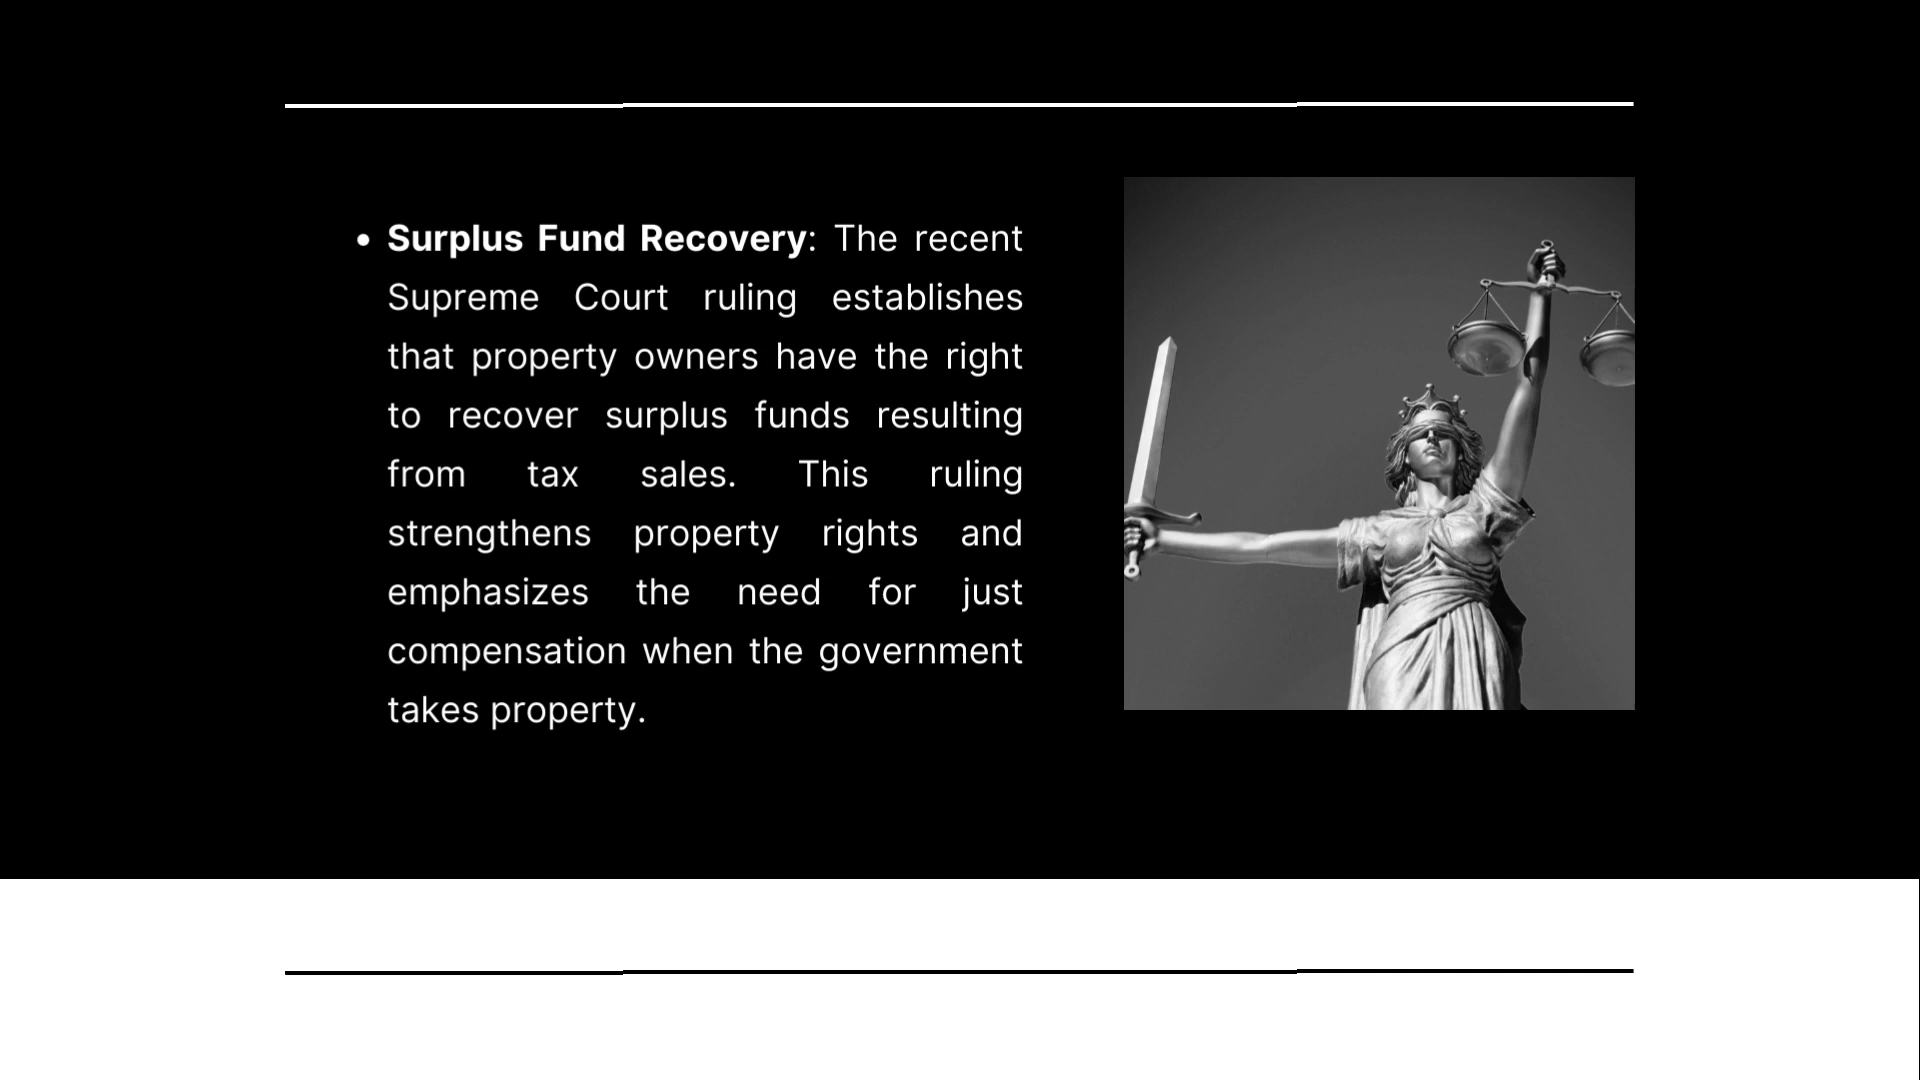 • Surplus Fund Recovery: The recent
Supreme Court ruling establishes
that property owners have the right
to recover surplus funds resulting
from tax sales. This ruling
strengthens property rights and
emphasizes the need for just
compensation when the government
takes property.